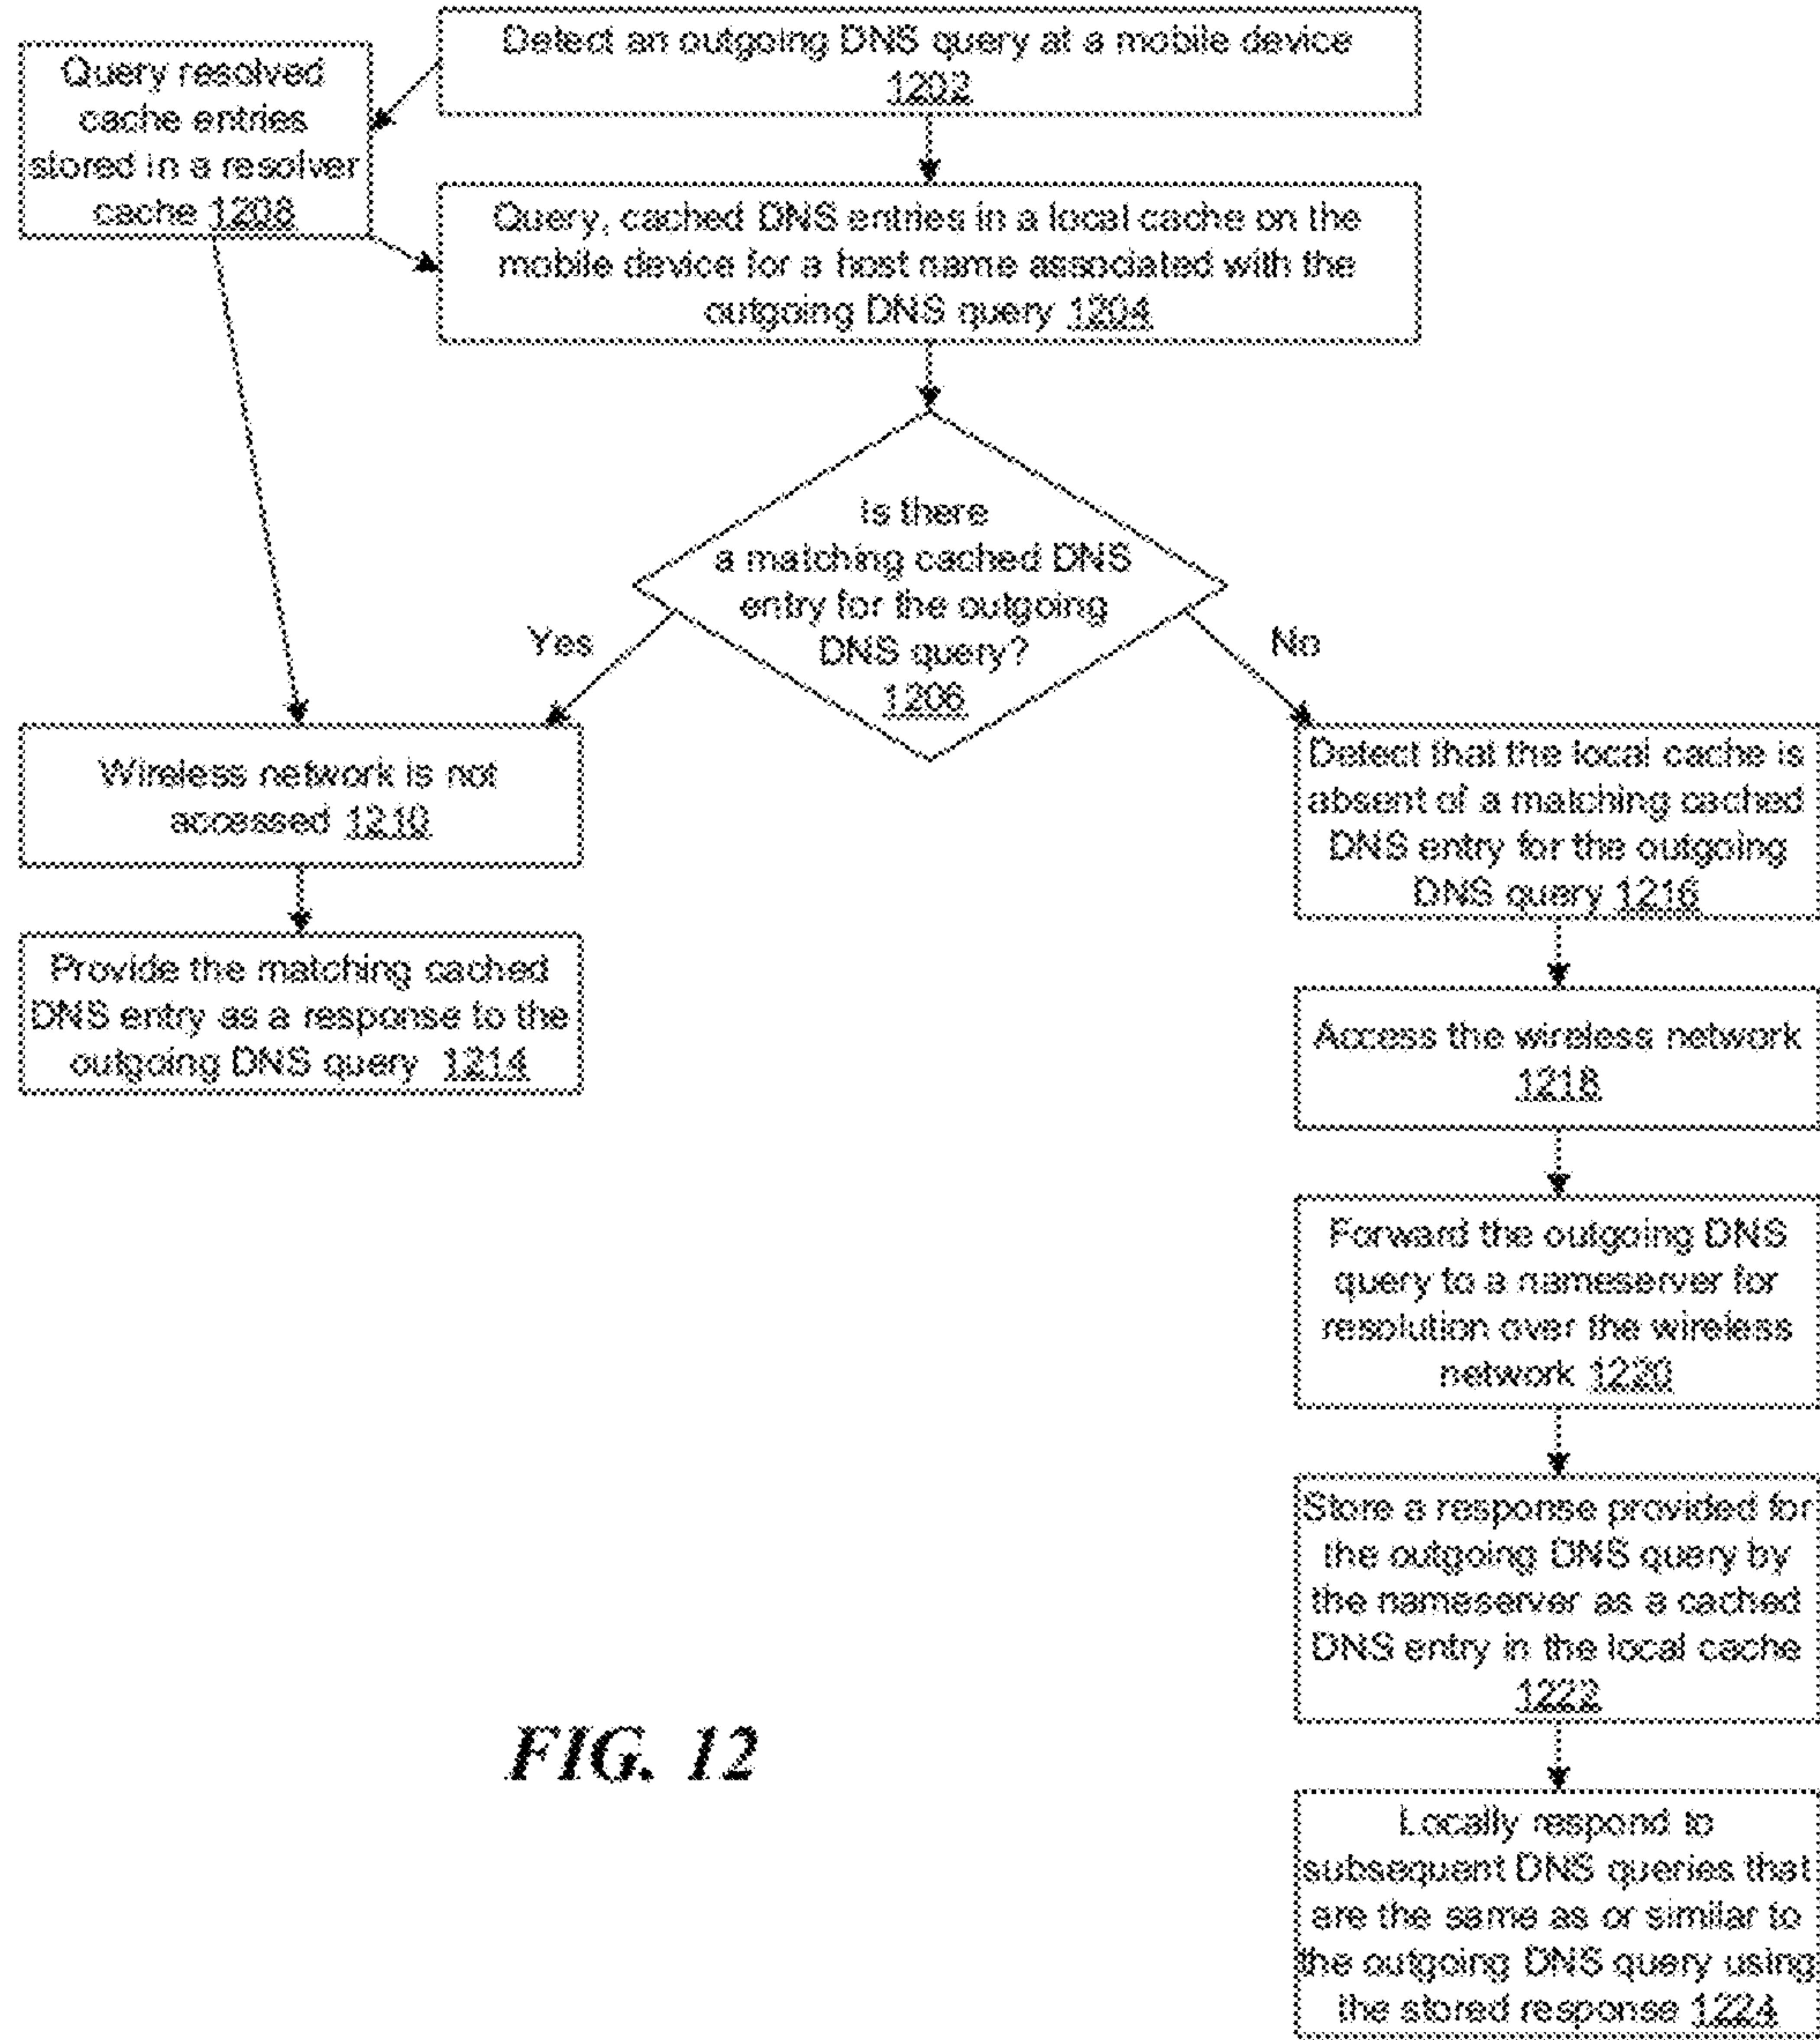 Detect an outgoing DNS query at a mobile device
1202
Query resolved
cache entries
stored in a resolver
cache 1208
Query, cached DNS entries in a local cache on the
mobile device for a host name associated with the
outgoing DNS query 1204
Is there
a matching cached DNS
entry for the outgoing
DNS query?
1206
Yes
No
Wireless network is not
accessed 1210
Provide the matching cached
DNS entry as a response to the
outgoing DNS query 1214
Detect that the local cache is
absent of a matching cached
DNS entry for the outgoing
DNS query 1216
Access the wireless network
1218
Forward the outgoing DNS
query to a nameserver for
resolution over the wireless
network 1220
Store a response provided for
the outgoing DNS query by
the nameserver as a cached
DNS entry in the local cache
1222
Locally respond to
subsequent DNS queries that
are the same as or similar to
the outgoing DNS query using
the stored response 1224
FIG. 12